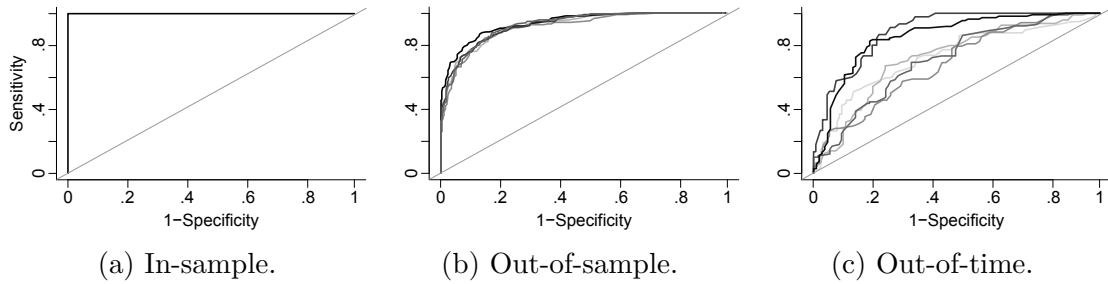 Sensitivity
0 .4 .8
0 .2 .4 .6 .8 1
1−Specificity
(a) In-sample.
0 .4 .8
0 .2 .4 .6 .8 1
1−Specificity
(b) Out-of-sample.
0 .4 .8
0 .2 .4 .6 .8 1
1−Specificity
(c) Out-of-time.